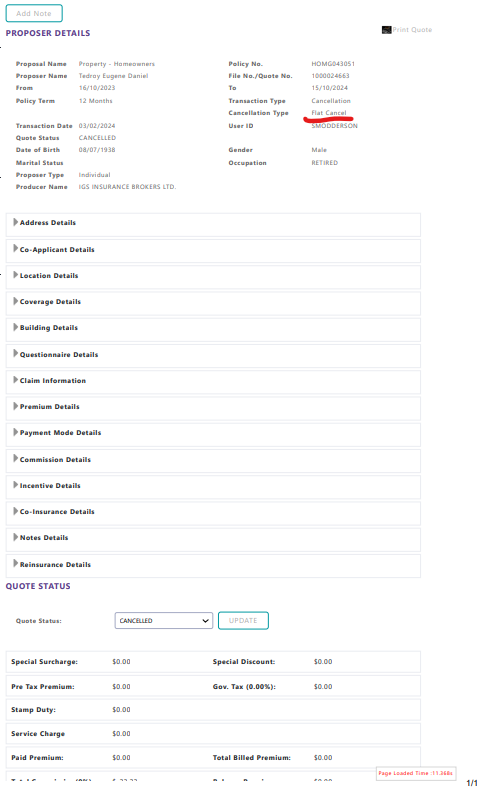 Add Note
PROPOSER DETAILS
Print Quote
Proposal Name Property - Homeowners Policy No. HOMG043051
Proposer Name Tedroy Eugene Daniel File No./Quote No. 1000024663
From 16/10/2023 To 15/10/2024
Policy Term 12 Months Transaction Type Cancellation
Cancellation Type Flat Cancel
Transaction Date 03/02/2024 User ID SMODDERSON
Quote Status CANCELLED
Date of Birth 08/07/1938 Gender Male
Marital Status Occupation RETIRED
Proposer Type Individual
Producer Name IGS INSURANCE BROKERS LTD.
Address Details
Co-Applicant Details
Location Details
Coverage Details
Building Details
Questionnaire Details
Claim Information
Premium Details
Payment Mode Details
Commission Details
Incentive Details
Co-Insurance Details
Notes Details
Reinsurance Details
QUOTE STATUS
Quote Status: CANCELLED UPDATE
Special Surcharge: $0.00 Special Discount: $0.00
Pre Tax Premium: $0.00 Gov. Tax (0.00%): $0.00
Stamp Duty: $0.00
Service Charge $0.00
Paid Premium: $0.00 Total Billed Premium: $0.00
Page Loaded Time :11.368s
1/1